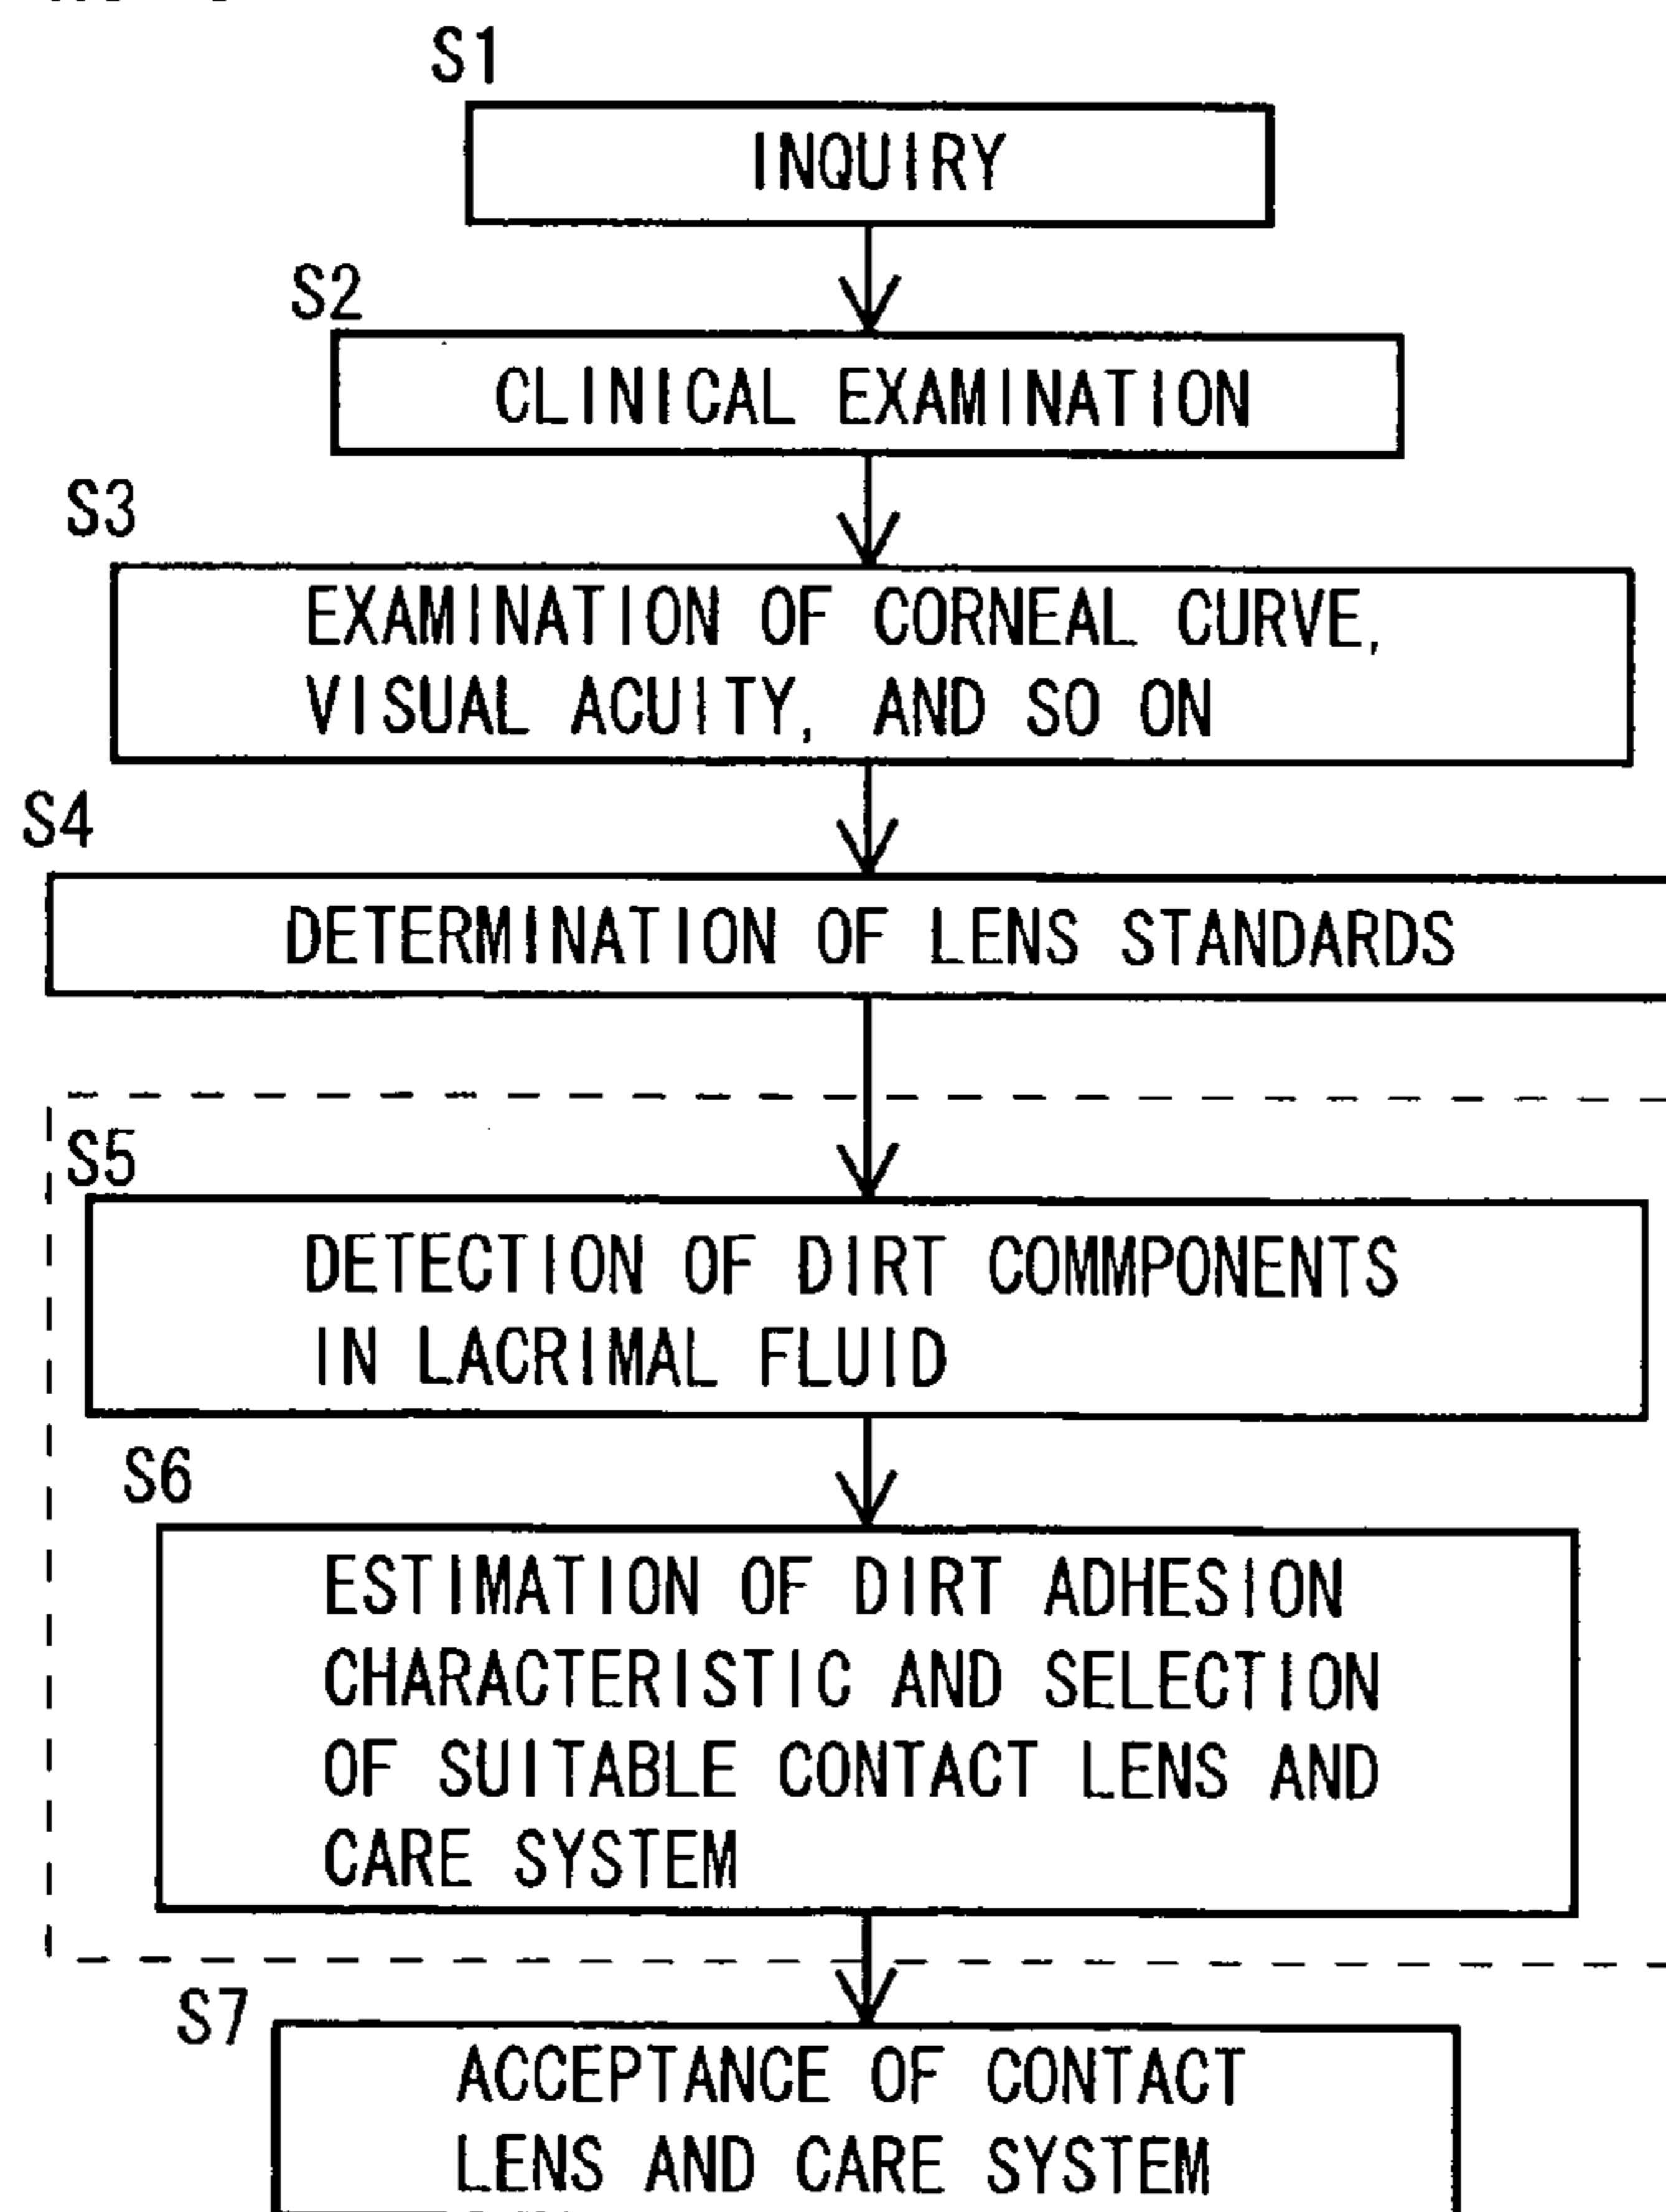 S1
INQUIRY
S2
CLINICAL EXAMINATION
S3
EXAMINATION OF CORNEAL CURVE,
VISUAL ACUITY, AND SO ON
S4
DETERMINATION OF LENS STANDARDS
S5
DETECTION OF DIRT COMMPONENTS
IN LACRIMAL FLUID
S6
ESTIMATION OF DIRT ADHESION
CHARACTERISTIC AND SELECTION
OF SUITABLE CONTACT LENS AND
CARE SYSTEM
S7
ACCEPTANCE OF CONTACT
LENS AND CARE SYSTEM